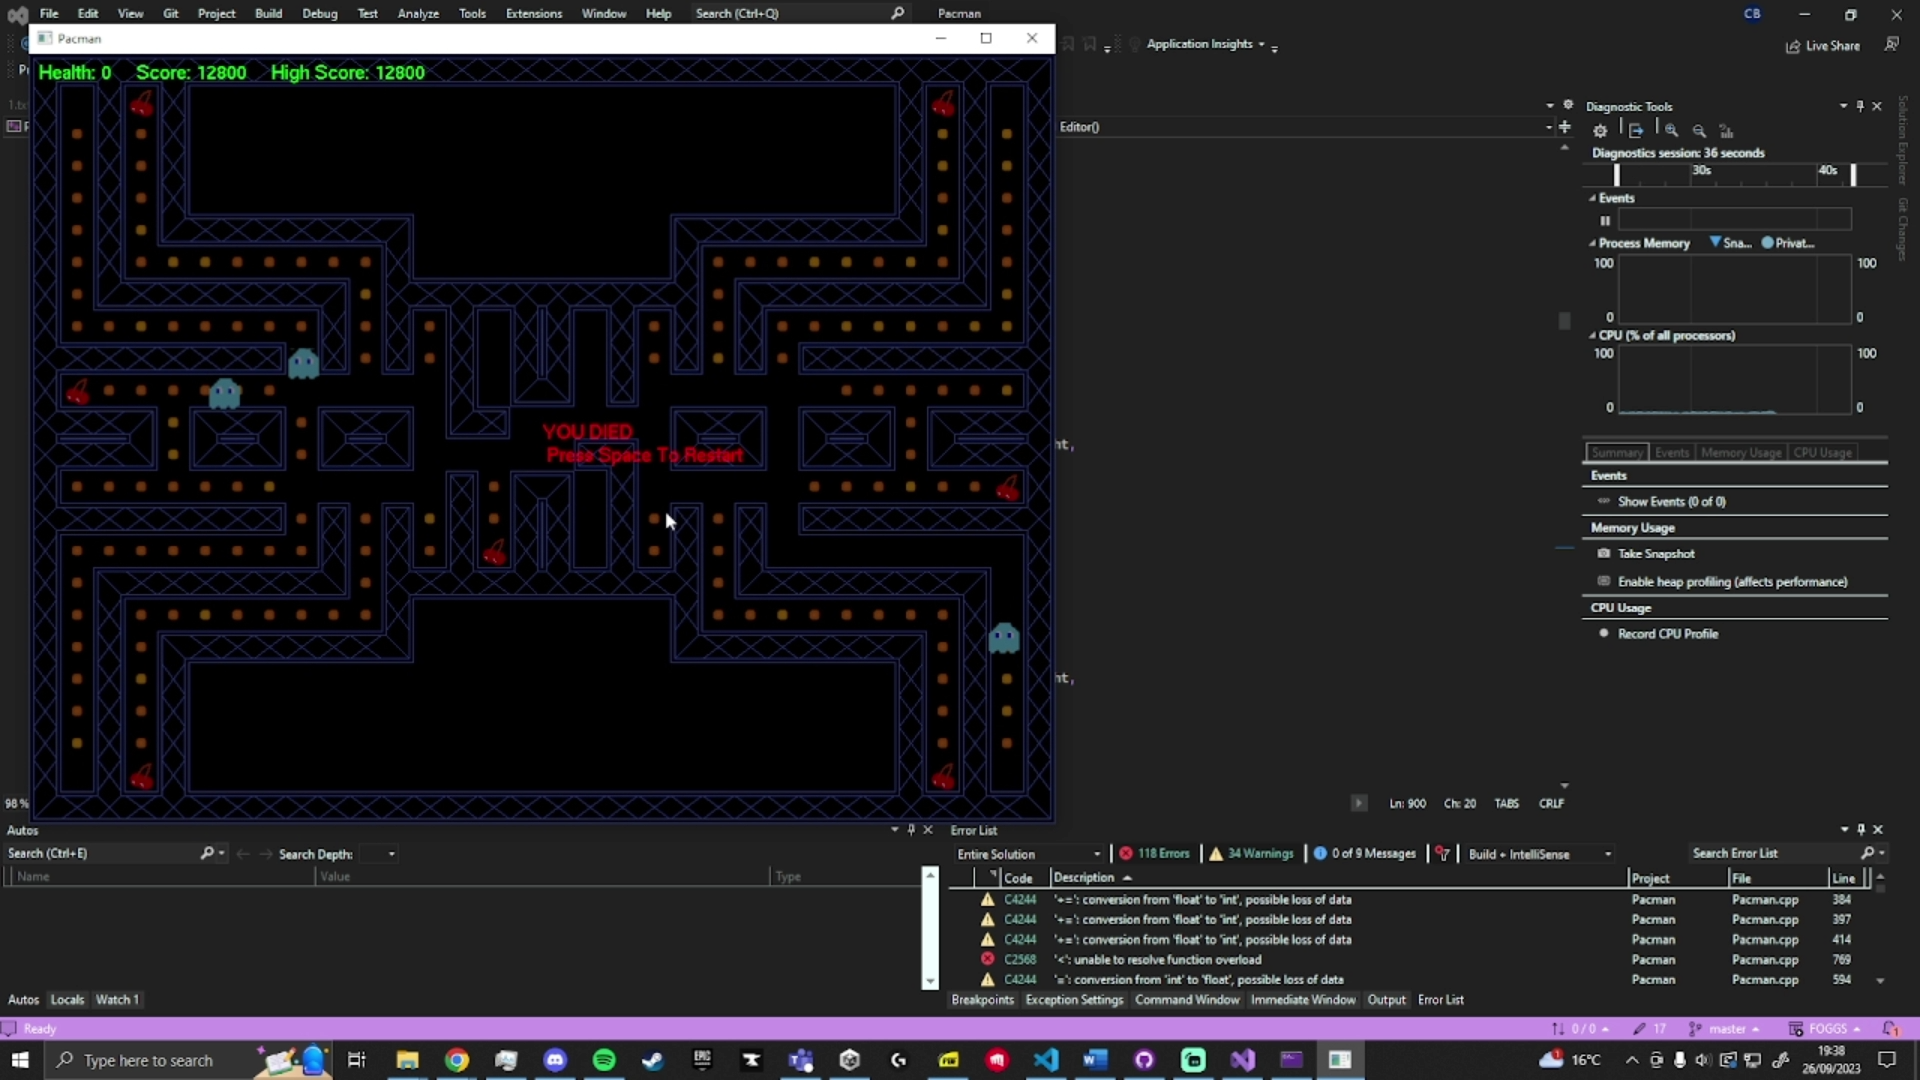 File Edit View Git Project Build Debug Test Analyze Tools Extensions Window Help Search (Ctrl+Q) Pacman CB
Pacman
Application Insights Live Share
Health: 0 Score: 12800 High Score: 12800
Editor()
Diagnostic Tools
Diagnostics session: 36 seconds
30s 40s
Events
Process Memory Sna... Privat...
100 100
0 0
CPU (% of all processors)
100 100
0 0
Summary Events Memory Usage CPU Usage
Events
Show Events (0 of 0)
Memory Usage
Take Snapshot
Enable heap profiling (affects performance)
CPU Usage
Record CPU Profile
Solution Explorer
Git Changes
YOU DIED
Press Space To Restart
nt,
nt,
98 %
Ln: 900 Ch: 20 TABS CRLF
Autos
Search (Ctrl+E) Search Depth:
Name Value Type
Autos Locals Watch 1
Error List
Entire Solution 118 Errors 34 Warnings 0 of 9 Messages Build + IntelliSense Search Error List
Code Description Project File Line
C4244 '+=': conversion from 'float' to 'int', possible loss of data Pacman Pacman.cpp 384
C4244 '+=': conversion from 'float' to 'int', possible loss of data Pacman Pacman.cpp 397
C4244 '+=': conversion from 'float' to 'int', possible loss of data Pacman Pacman.cpp 414
C2568 '<': unable to resolve function overload Pacman Pacman.cpp 769
C4244 '=': conversion from 'int' to 'float', possible loss of data Pacman Pacman.cpp 594
Breakpoints Exception Settings Command Window Immediate Window Output Error List
Ready 0 / 0 17 master FOGGS
Type here to search EPIC 16°C 19:38
26/09/2023